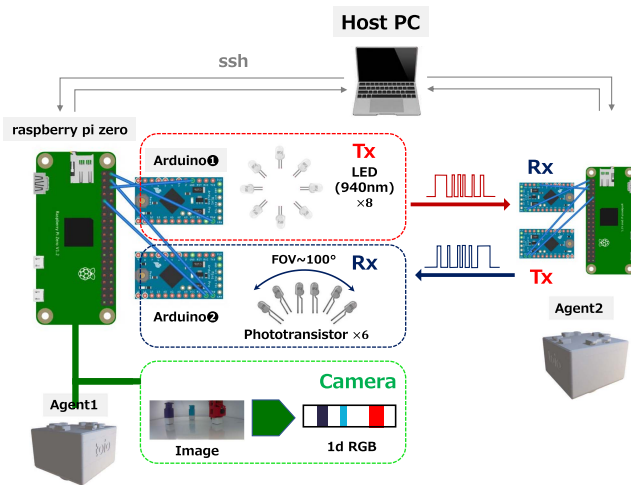 Host PC
ssh
raspberry pi zero
Arduino❶
Tx
LED
(940nm)
×8
Rx
Tx
Rx
FOV~100°
Phototransistor ×6
Arduino❷
Agent2
Agent1
toio
Camera
Image
1d RGB